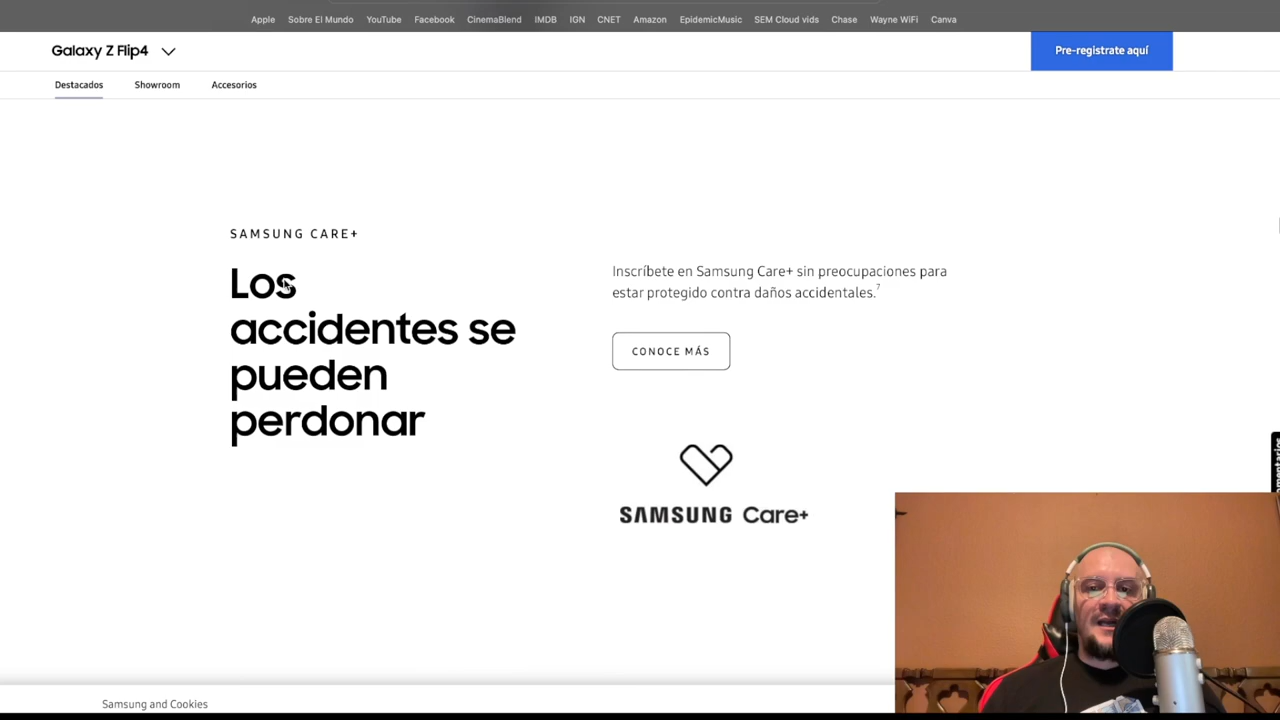 Apple Sobre El Mundo YouTube Facebook CinemaBlend IMDB IGN CNET Amazon EpidemicMusic SEM Cloud vids Chase Wayne WiFi Canva
Galaxy Z Flip4
Pre-registrate aquí
Destacados Showroom Accesorios
SAMSUNG CARE+
Los
accidentes se
pueden
perdonar
Inscríbete en Samsung Care+ sin preocupaciones para
estar protegido contra daños accidentales.7
CONOCE MÁS
SAMSUNG Care+
Samsung and Cookies